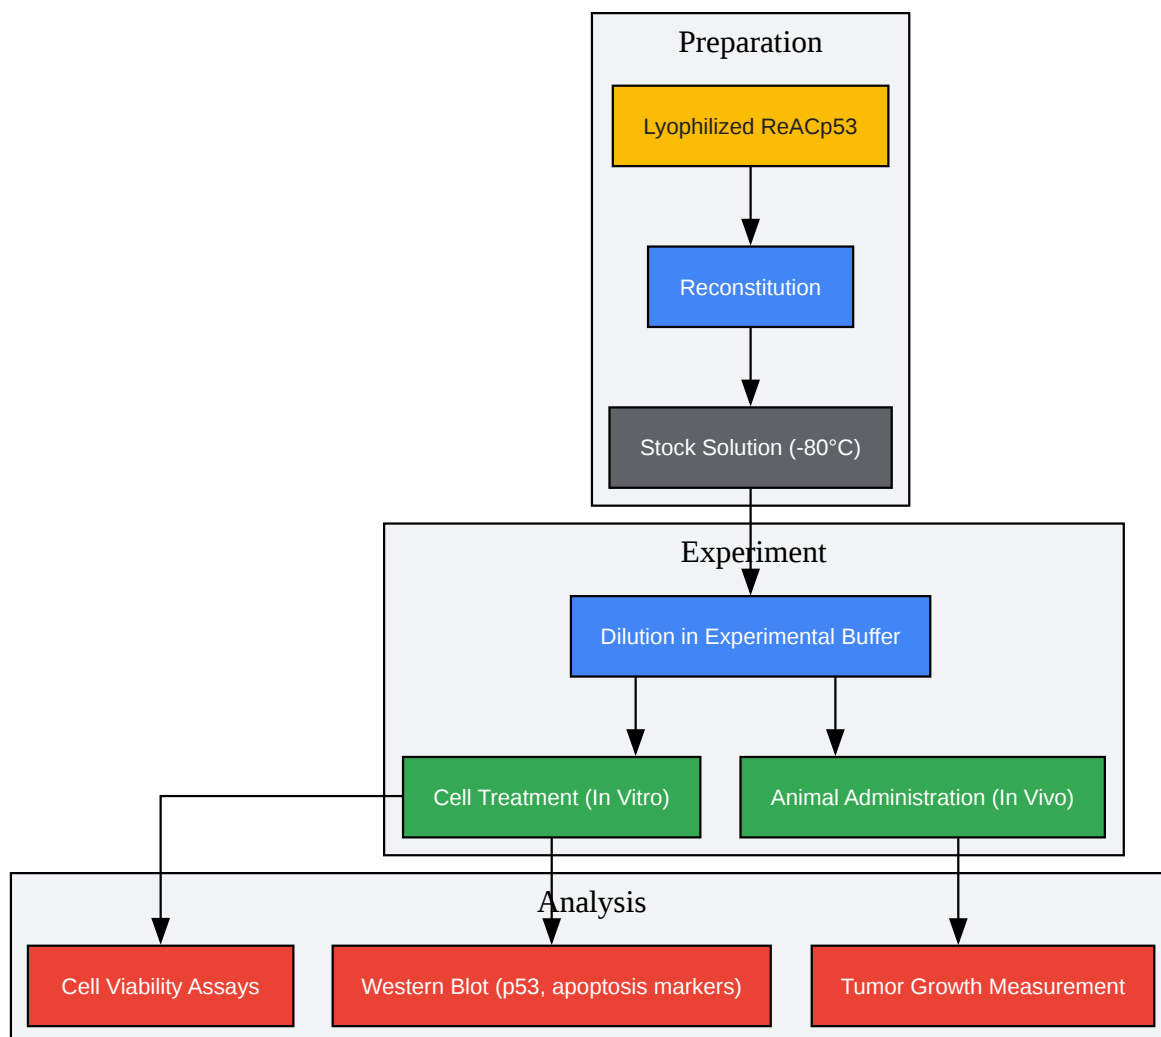 Preparation
Lyophilized ReACp53
Reconstitution
Stock Solution (-80°C)
Experiment
Dilution in Experimental Buffer
Cell Treatment (In Vitro)
Animal Administration (In Vivo)
Analysis
Cell Viability Assays
Western Blot (p53, apoptosis markers)
Tumor Growth Measurement